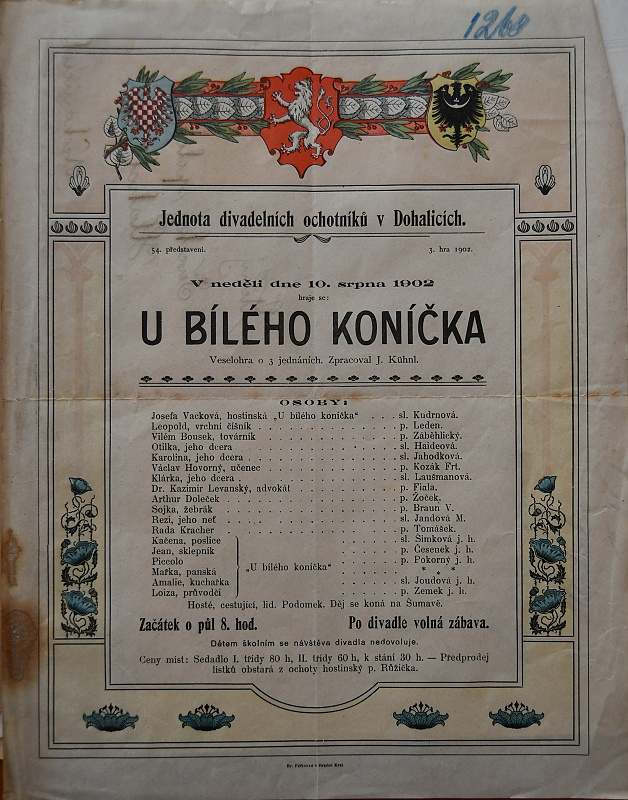 1268
Jednota divadelních ochotníků v Dohalicích.
54. představení.	3. hra 1902.
V neděli dne 10. srpna 1902
hraje se:
U BÍLÉHO KONÍČKA
Veselohra o 3 jednáních. Zpracoval J. Kühnl.
OSOBY:
Josefa Vacková, hostinská „U bílého koníčka“ . . . sl. Kudrnová.
Leopold, vrchní číšník . . . p. Leden.
Vilém Bousek, továrník . . . p. Záběhlický.
Otilka, jeho dcera . . . sl. Haideová.
Karolina, jeho dcera . . . sl. Jahodková.
Václav Hovorný, učenec . . . p. Kozák Frt.
Klárka, jeho dcera . . . sl. Laušmanová.
Dr. Kazimír Levanský, advokát . . . p. Fiala.
Arthur Doleček . . . p. Žoček.
Sojka, žebrák . . . p. Braun V.
Rezi, jeho neť . . . sl. Jandová M.
Rada Kracher . . . p. Tomášek.
Kačena, poslice . . . sl. Šimková j. h.
Jean, sklepník . . . p. Česenek j. h.
Piccolo . . . p. Pokorný j. h.
„U bílého koníčka“
Mařka, panská . . . * * *
Amalie, kuchařka . . . sl. Joudová j. h.
Loiza, průvodčí . . . p. Zemek j. h.
Hosté, cestující, lid. Podomek. Děj se koná na Šumavě.
Začátek o půl 8. hod.	Po divadle volná zábava.
Dětem školním se návštěva divadla nedovoluje.
Ceny míst: Sedadlo I. třídy 80 h, II. třídy 60 h, k stání 30 h. — Předprodej
lístků obstará z ochoty hostinský p. Růžička.